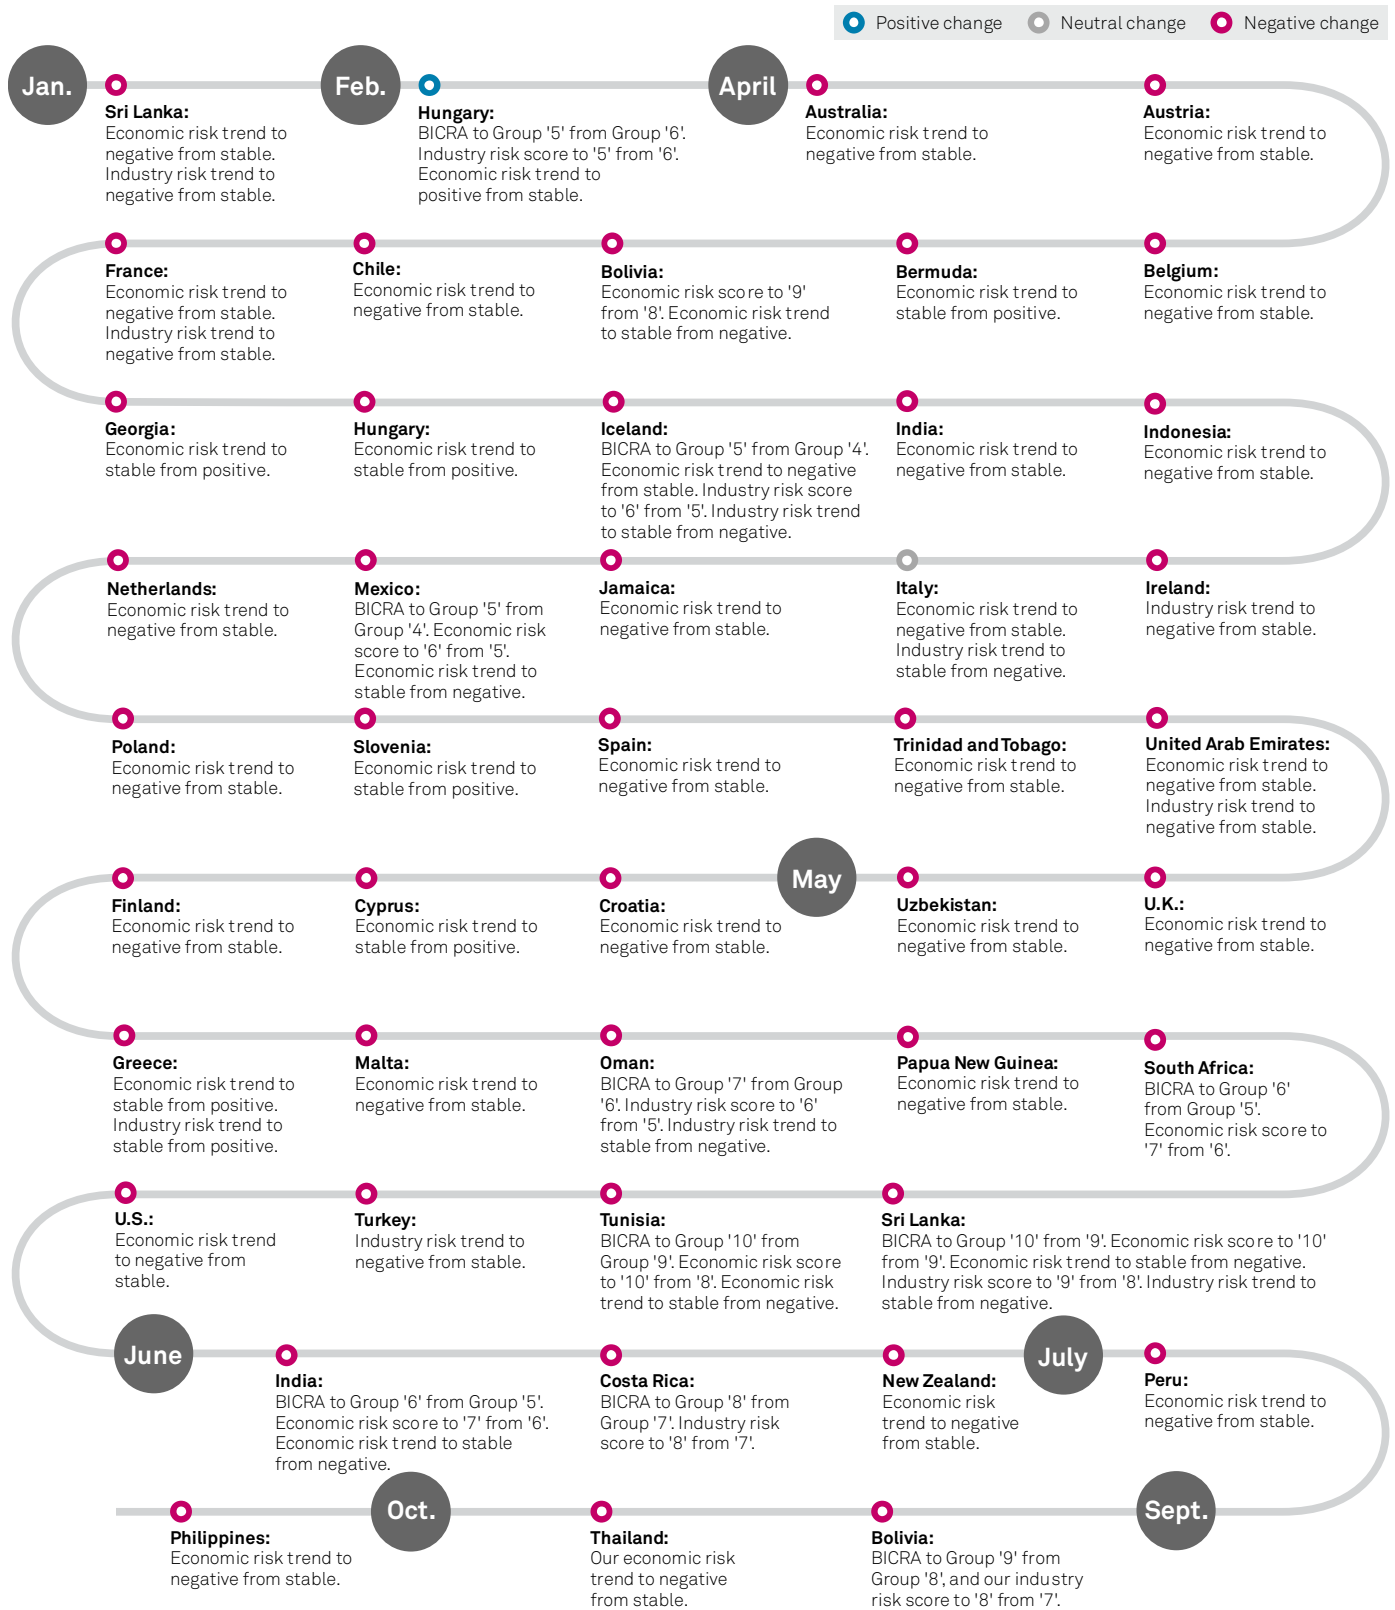 Positive change
Neutral change
Negative change
Jan.
Sri Lanka:
Economic risk trend to
negative from stable.
Industry risk trend to
negative from stable.
Feb.
Hungary:
BICRA to Group '5' from Group '6'.
Industry risk score to '5' from '6'.
Economic risk trend to
positive from stable.
April
Australia:
Economic risk trend to
negative from stable.
Austria:
Economic risk trend to
negative from stable.
France:
Economic risk trend to
negative from stable.
Industry risk trend to
negative from stable.
Chile:
Economic risk trend to
negative from stable.
Bolivia:
Economic risk score to '9'
from '8'. Economic risk trend
to stable from negative.
Bermuda:
Economic risk trend to
stable from positive.
Belgium:
Economic risk trend to
negative from stable.
Georgia:
Economic risk trend to
stable from positive.
Hungary:
Economic risk trend to
stable from positive.
Iceland:
BICRA to Group '5' from Group '4'.
Economic risk trend to negative
from stable. Industry risk score
to '6' from '5'. Industry risk trend
to stable from negative.
India:
Economic risk trend to
negative from stable.
Indonesia:
Economic risk trend to
negative from stable.
Netherlands:
Economic risk trend to
negative from stable.
Mexico:
BICRA to Group '5' from
Group '4'. Economic risk
score to '6' from '5'.
Economic risk trend to
stable from negative.
Jamaica:
Economic risk trend to
negative from stable.
Italy:
Economic risk trend to
negative from stable.
Industry risk trend to
stable from negative.
Ireland:
Industry risk trend to
negative from stable.
Poland:
Economic risk trend to
negative from stable.
Slovenia:
Economic risk trend to
stable from positive.
Spain:
Economic risk trend to
negative from stable.
Trinidad and Tobago:
Economic risk trend to
negative from stable.
United Arab Emirates:
Economic risk trend to
negative from stable.
Industry risk trend to
negative from stable.
Finland:
Economic risk trend to
negative from stable.
Cyprus:
Economic risk trend to
stable from positive.
Croatia:
Economic risk trend to
negative from stable.
May
Uzbekistan:
Economic risk trend to
negative from stable.
U.K.:
Economic risk trend to
negative from stable.
Greece:
Economic risk trend to
stable from positive.
Industry risk trend to
stable from positive.
Malta:
Economic risk trend to
negative from stable.
Oman:
BICRA to Group '7' from Group
'6'. Industry risk score to '6'
from '5'. Industry risk trend to
stable from negative.
Papua New Guinea:
Economic risk trend to
negative from stable.
South Africa:
BICRA to Group '6'
from Group '5'.
Economic risk score to
'7' from '6'.
U.S.:
Economic risk trend
to negative from
stable.
Turkey:
Industry risk trend to
negative from stable.
Tunisia:
BICRA to Group '10' from
Group '9'. Economic risk score
to '10' from '8'. Economic risk
trend to stable from negative.
Sri Lanka:
BICRA to Group '10' from '9'. Economic risk score to '10'
from '9'. Economic risk trend to stable from negative.
Industry risk score to '9' from '8'. Industry risk trend to
stable from negative.
June
India:
BICRA to Group '6' from Group '5'.
Economic risk score to '7' from '6'.
Economic risk trend to stable
from negative.
Costa Rica:
BICRA to Group '8' from
Group '7'. Industry risk
score to '8' from '7'.
New Zealand:
Economic risk
trend to negative
from stable.
July
Peru:
Economic risk trend to
negative from stable.
Philippines:
Economic risk trend to
negative from stable.
Oct.
Thailand:
Our economic risk
trend to negative
from stable.
Bolivia:
BICRA to Group '9' from
Group '8', and our industry
risk score to '8' from '7'.
Sept.